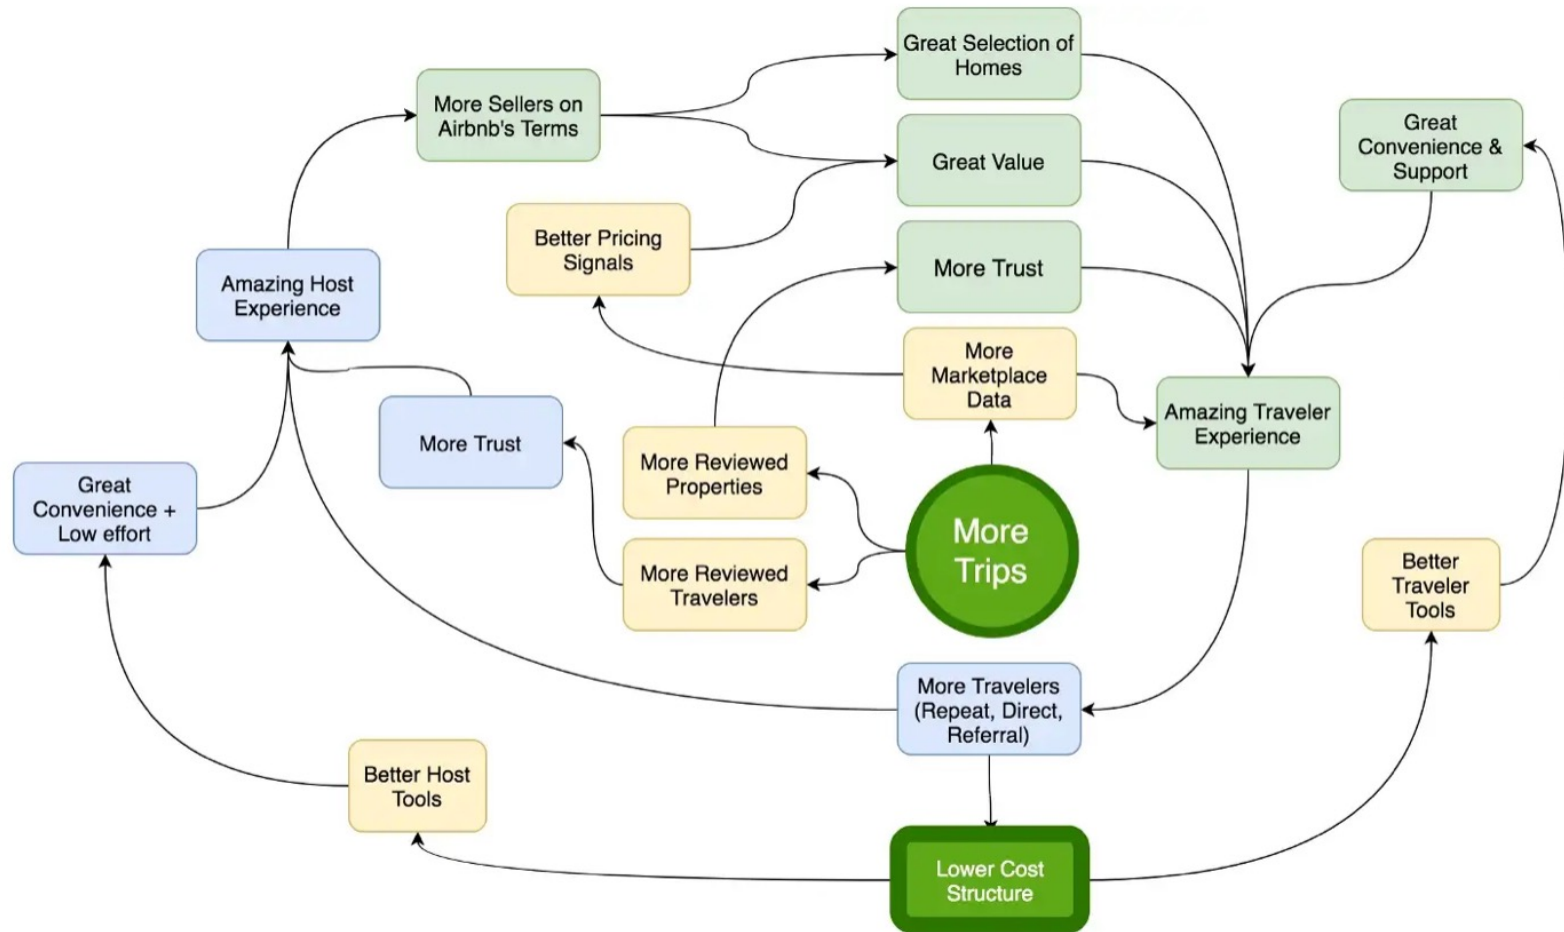 Great Selection of
Homes
More Sellers on
Airbnb's Terms
Great
Convenience &
Support
Great Value
Better Pricing
Signals
More Trust
Amazing Host
Experience
More
Marketplace
Data
Amazing Traveler
Experience
More Trust
More Reviewed
Properties
Great
Convenience +
Low effort
More
Trips
More Reviewed
Travelers
Better
Traveler
Tools
More Travelers
(Repeat, Direct,
Referral)
Better Host
Tools
Lower Cost
Structure